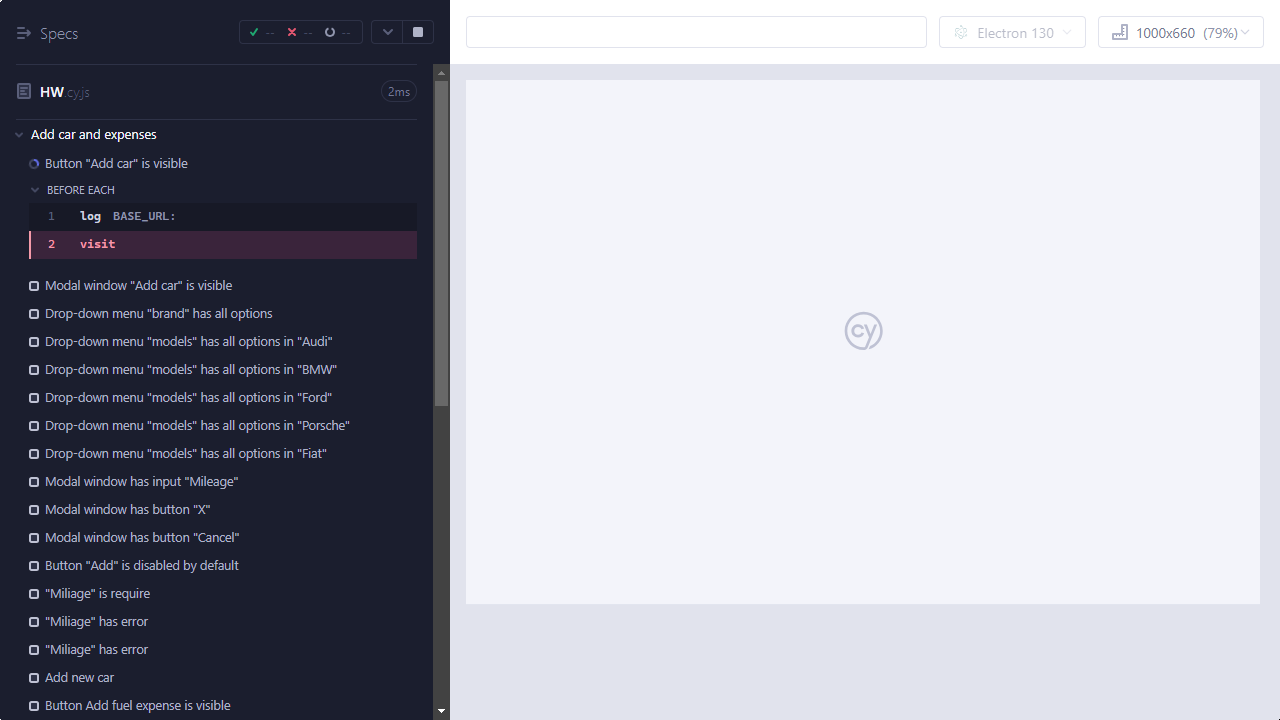 Specs
-- -- --
Electron 130
1000x660 (79%)
HW.cy.js
2ms
Add car and expenses
Button "Add car" is visible
BEFORE EACH
1 log BASE_URL:
2 visit
Modal window "Add car" is visible
Drop-down menu "brand" has all options
Drop-down menu "models" has all options in "Audi"
Drop-down menu "models" has all options in "BMW"
Drop-down menu "models" has all options in "Ford"
Drop-down menu "models" has all options in "Porsche"
Drop-down menu "models" has all options in "Fiat"
Modal window has input "Mileage"
Modal window has button "X"
Modal window has button "Cancel"
Button "Add" is disabled by default
"Miliage" is require
"Miliage" has error
"Miliage" has error
Add new car
Button Add fuel expense is visible
cy